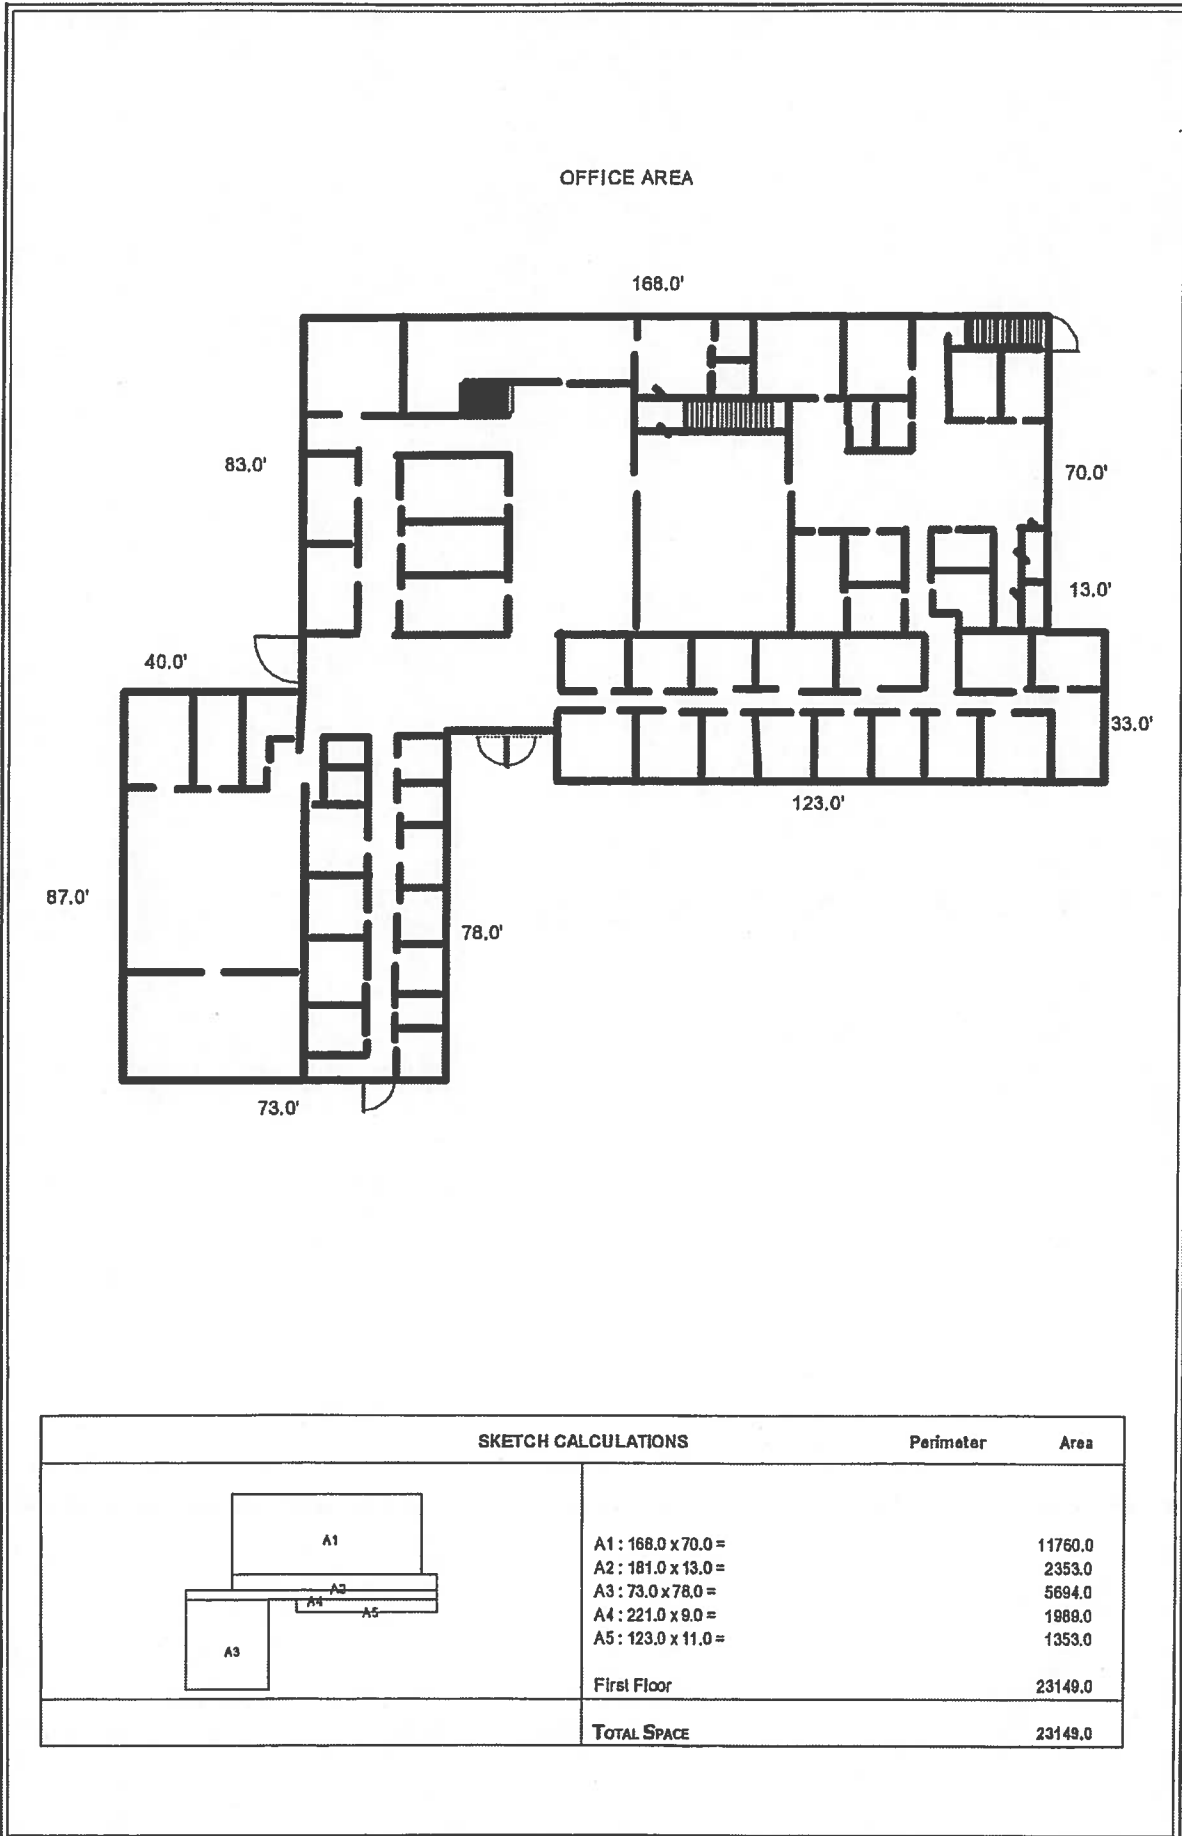 OFFICE AREA
168.0'
83.0'
70.0'
13.0'
40.0'
33.0'
123.0'
87.0'
78.0'
73.0'
SKETCH CALCULATIONS Perimeter Area
A1
A2
A4
A5
A3
A1 : 168.0 x 70.0 = 11760.0
A2 : 181.0 x 13.0 = 2353.0
A3 : 73.0 x 78.0 = 5694.0
A4 : 221.0 x 9.0 = 1989.0
A5 : 123.0 x 11.0 = 1353.0
First Floor 23149.0
TOTAL SPACE 23149.0